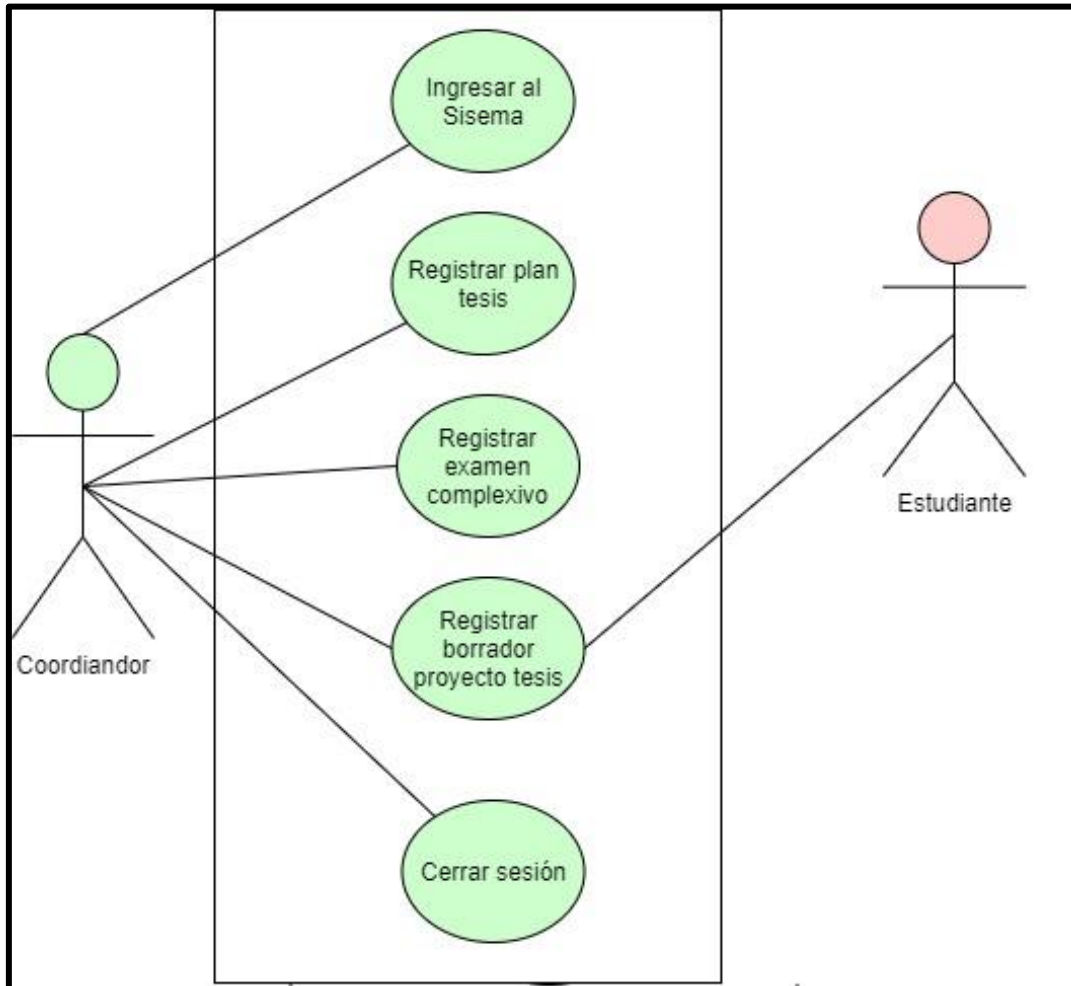 Ingresar al
Sisema
Registrar plan
tesis
Registrar
examen
complexivo
Estudiante
Registrar
borrador
proyecto tesis
Coordiandor
Cerrar sesión